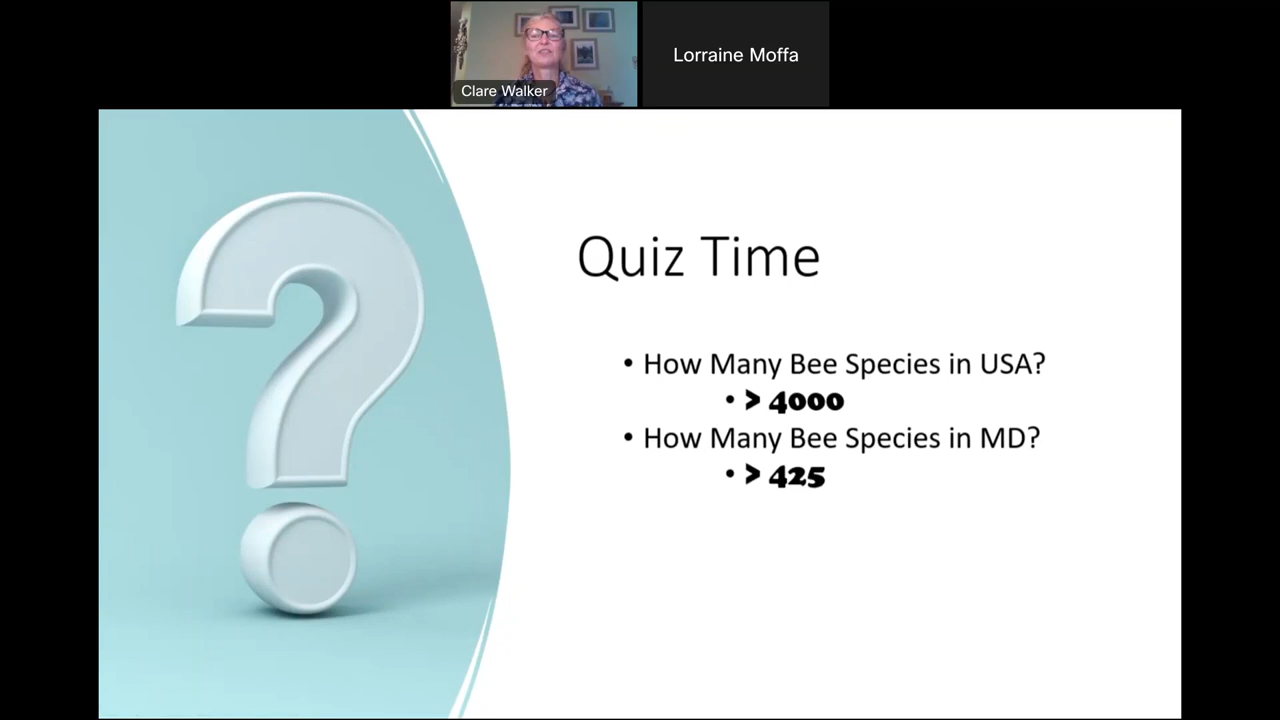 Clare Walker
Lorraine Moffa
Quiz Time
• How Many Bee Species in USA?
• > 4000
• How Many Bee Species in MD?
• > 425